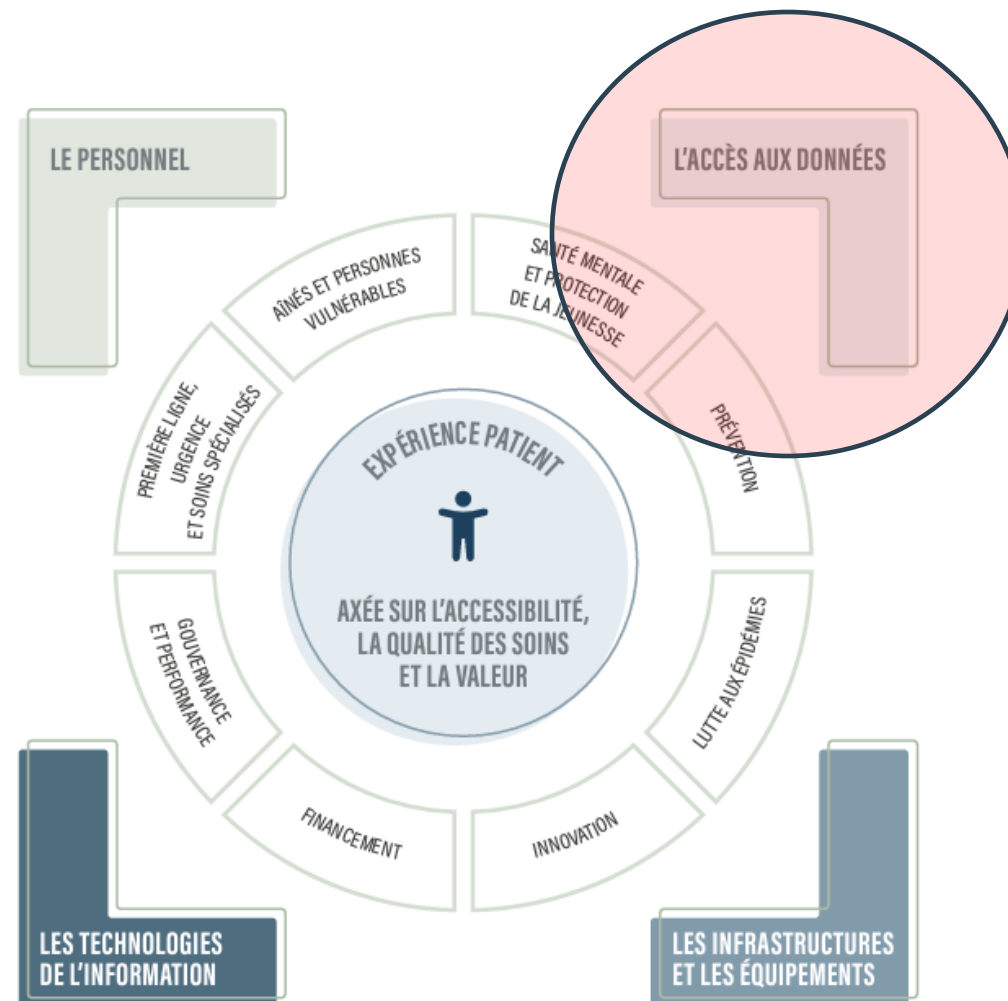 LE PERSONNEL
L'ACCÈS AUX DONNÉES
AÎNÉS ET PERSONNES
VULNÉRABLES
SANTÉ MENTALE
ET PROTECTION
DE LA JEUNESSE
PREMIÈRE LIGNE,
URGENCE
ET SOINS SPÉCIALISÉS
PRÉVENTION
EXPÉRIENCE PATIENT
AXÉE SUR L'ACCESSIBILITÉ,
LA QUALITÉ DES SOINS
ET LA VALEUR
GOUVERNANCE
ET PERFORMANCE
LUTTE AUX ÉPIDÉMIES
FINANCEMENT
INNOVATION
LES TECHNOLOGIES
DE L'INFORMATION
LES INFRASTRUCTURES
ET LES ÉQUIPEMENTS